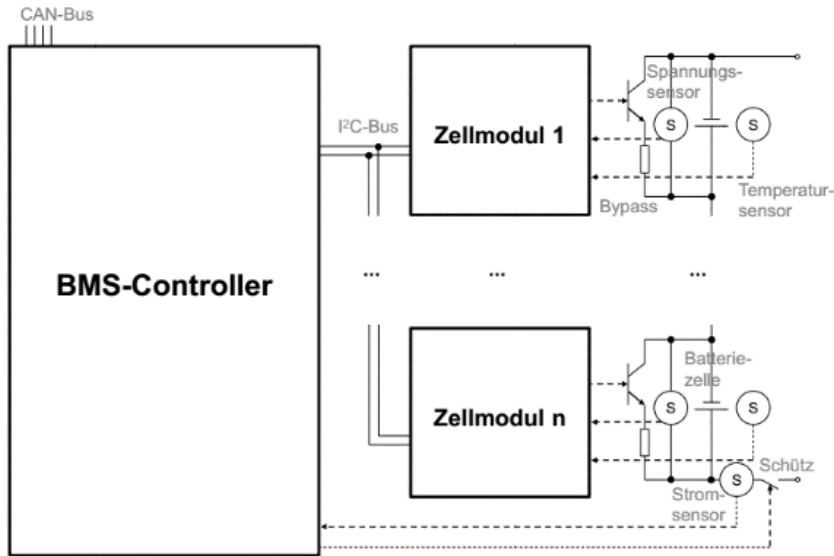 CAN-Bus
BMS-Controller
I²C-Bus
Zellmodul 1
Spannungs-
sensor
S
S
Bypass
Temperatur-
sensor
...
...
...
Zellmodul n
Batterie-
zelle
S
S
Strom-
sensor
S
Schütz